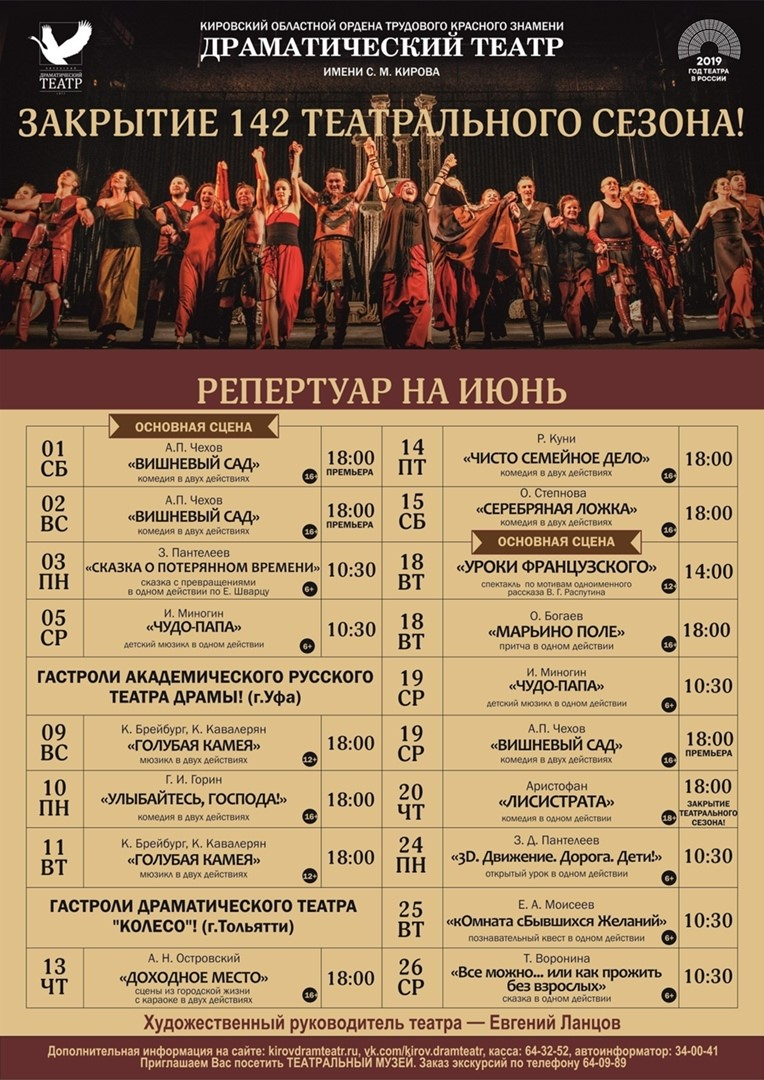 КИРОВСКИЙ ОБЛАСТНОЙ ОРДЕНА ТРУДОВОГО КРАСНОГО ЗНАМЕНИ
ДРАМАТИЧЕСКИЙ ТЕАТР
ИМЕНИ С. М. КИРОВА
ДРАМАТИЧЕСКИЙ
ТЕАТР
2019
ГОД ТЕАТРА
В РОССИИ
ЗАКРЫТИЕ 142 ТЕАТРАЛЬНОГО СЕЗОНА!
РЕПЕРТУАР НА ИЮНЬ
ОСНОВНАЯ СЦЕНА
01
СБ
А.П. Чехов
«ВИШНЕВЫЙ САД»
комедия в двух действиях
16+
18:00
ПРЕМЬЕРА
02
ВС
А.П. Чехов
«ВИШНЕВЫЙ САД»
комедия в двух действиях
16+
18:00
ПРЕМЬЕРА
03
ПН
З. Пантелеев
«СКАЗКА О ПОТЕРЯННОМ ВРЕМЕНИ»
сказка с превращениями
в одном действии по Е. Шварцу
6+
10:30
05
СР
И. Миногин
«ЧУДО-ПАПА»
детский мюзикл в одном действии
6+
10:30
ГАСТРОЛИ АКАДЕМИЧЕСКОГО РУССКОГО
ТЕАТРА ДРАМЫ! (г.Уфа)
09
ВС
К. Брейбург, К. Кавалерян
«ГОЛУБАЯ КАМЕЯ»
мюзикл в двух действиях
12+
18:00
10
ПН
Г. И. Горин
«УЛЫБАЙТЕСЬ, ГОСПОДА!»
комедия в двух действиях
16+
18:00
11
ВТ
К. Брейбург, К. Кавалерян
«ГОЛУБАЯ КАМЕЯ»
мюзикл в двух действиях
12+
18:00
ГАСТРОЛИ ДРАМАТИЧЕСКОГО ТЕАТРА
"КОЛЕСО"! (г.Тольятти)
13
ЧТ
А. Н. Островский
«ДОХОДНОЕ МЕСТО»
сцены из городской жизни
с караоке в двух действиях
16+
18:00
14
ПТ
Р. Куни
«ЧИСТО СЕМЕЙНОЕ ДЕЛО»
комедия в двух действиях
16+
18:00
15
СБ
О. Степнова
«СЕРЕБРЯНАЯ ЛОЖКА»
комедия в двух действиях
16+
18:00
ОСНОВНАЯ СЦЕНА
18
ВТ
«УРОКИ ФРАНЦУЗСКОГО»
спектакль по мотивам одноименного
рассказа В. Г. Распутина
12+
14:00
18
ВТ
О. Богаев
«МАРЬИНО ПОЛЕ»
притча в одном действии
16+
18:00
19
СР
И. Миногин
«ЧУДО-ПАПА»
детский мюзикл в одном действии
6+
10:30
19
СР
А.П. Чехов
«ВИШНЕВЫЙ САД»
комедия в двух действиях
16+
18:00
ПРЕМЬЕРА
20
ЧТ
Аристофан
«ЛИСИСТРАТА»
комедия в одном действии
18+
18:00
ЗАКРЫТИЕ
ТЕАТРАЛЬНОГО
СЕЗОНА!
24
ПН
З. Д. Пантелеев
«3D. Движение. Дорога. Дети!»
открытый урок в одном действии
6+
10:30
25
ВТ
Е. А. Моисеев
«кОмната сБывшихся Желаний»
познавательный квест в одном действии
6+
10:30
26
СР
Т. Воронина
«Все можно... или как прожить
без взрослых»
сказка в одном действии
6+
10:30
Художественный руководитель театра — Евгений Ланцов
Дополнительная информация на сайте: kirovdramteatr.ru, vk.com/kirov.dramteatr, касса: 64-32-52, автоинформатор: 34-00-41
Приглашаем Вас посетить ТЕАТРАЛЬНЫЙ МУЗЕЙ. Заказ экскурсий по телефону 64-09-89